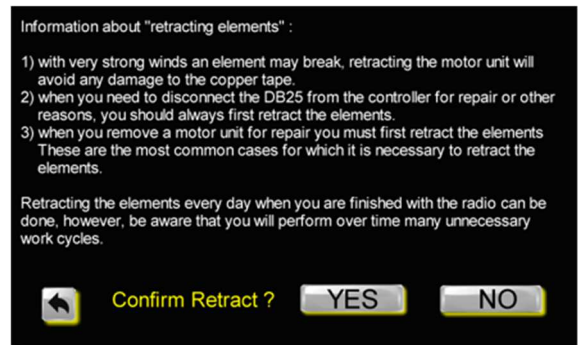 Information about "retracting elements" :
1) with very strong winds an element may break, retracting the motor unit will
avoid any damage to the copper tape.
2) when you need to disconnect the DB25 from the controller for repair or other
reasons, you should always first retract the elements.
3) when you remove a motor unit for repair you must first retract the elements
These are the most common cases for which it is necessary to retract the
elements.
Retracting the elements every day when you are finished with the radio can be
done, however, be aware that you will perform over time many unnecessary
work cycles.
Confirm Retract ? YES NO